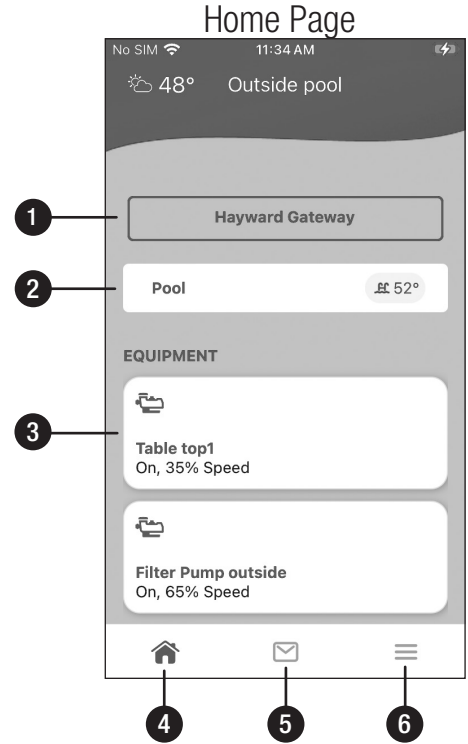 Home Page
No SIM 11:34 AM
48° Outside pool
1 Hayward Gateway
2 Pool 52°
EQUIPMENT
3
Table top1
On, 35% Speed
Filter Pump outside
On, 65% Speed
4 5 6